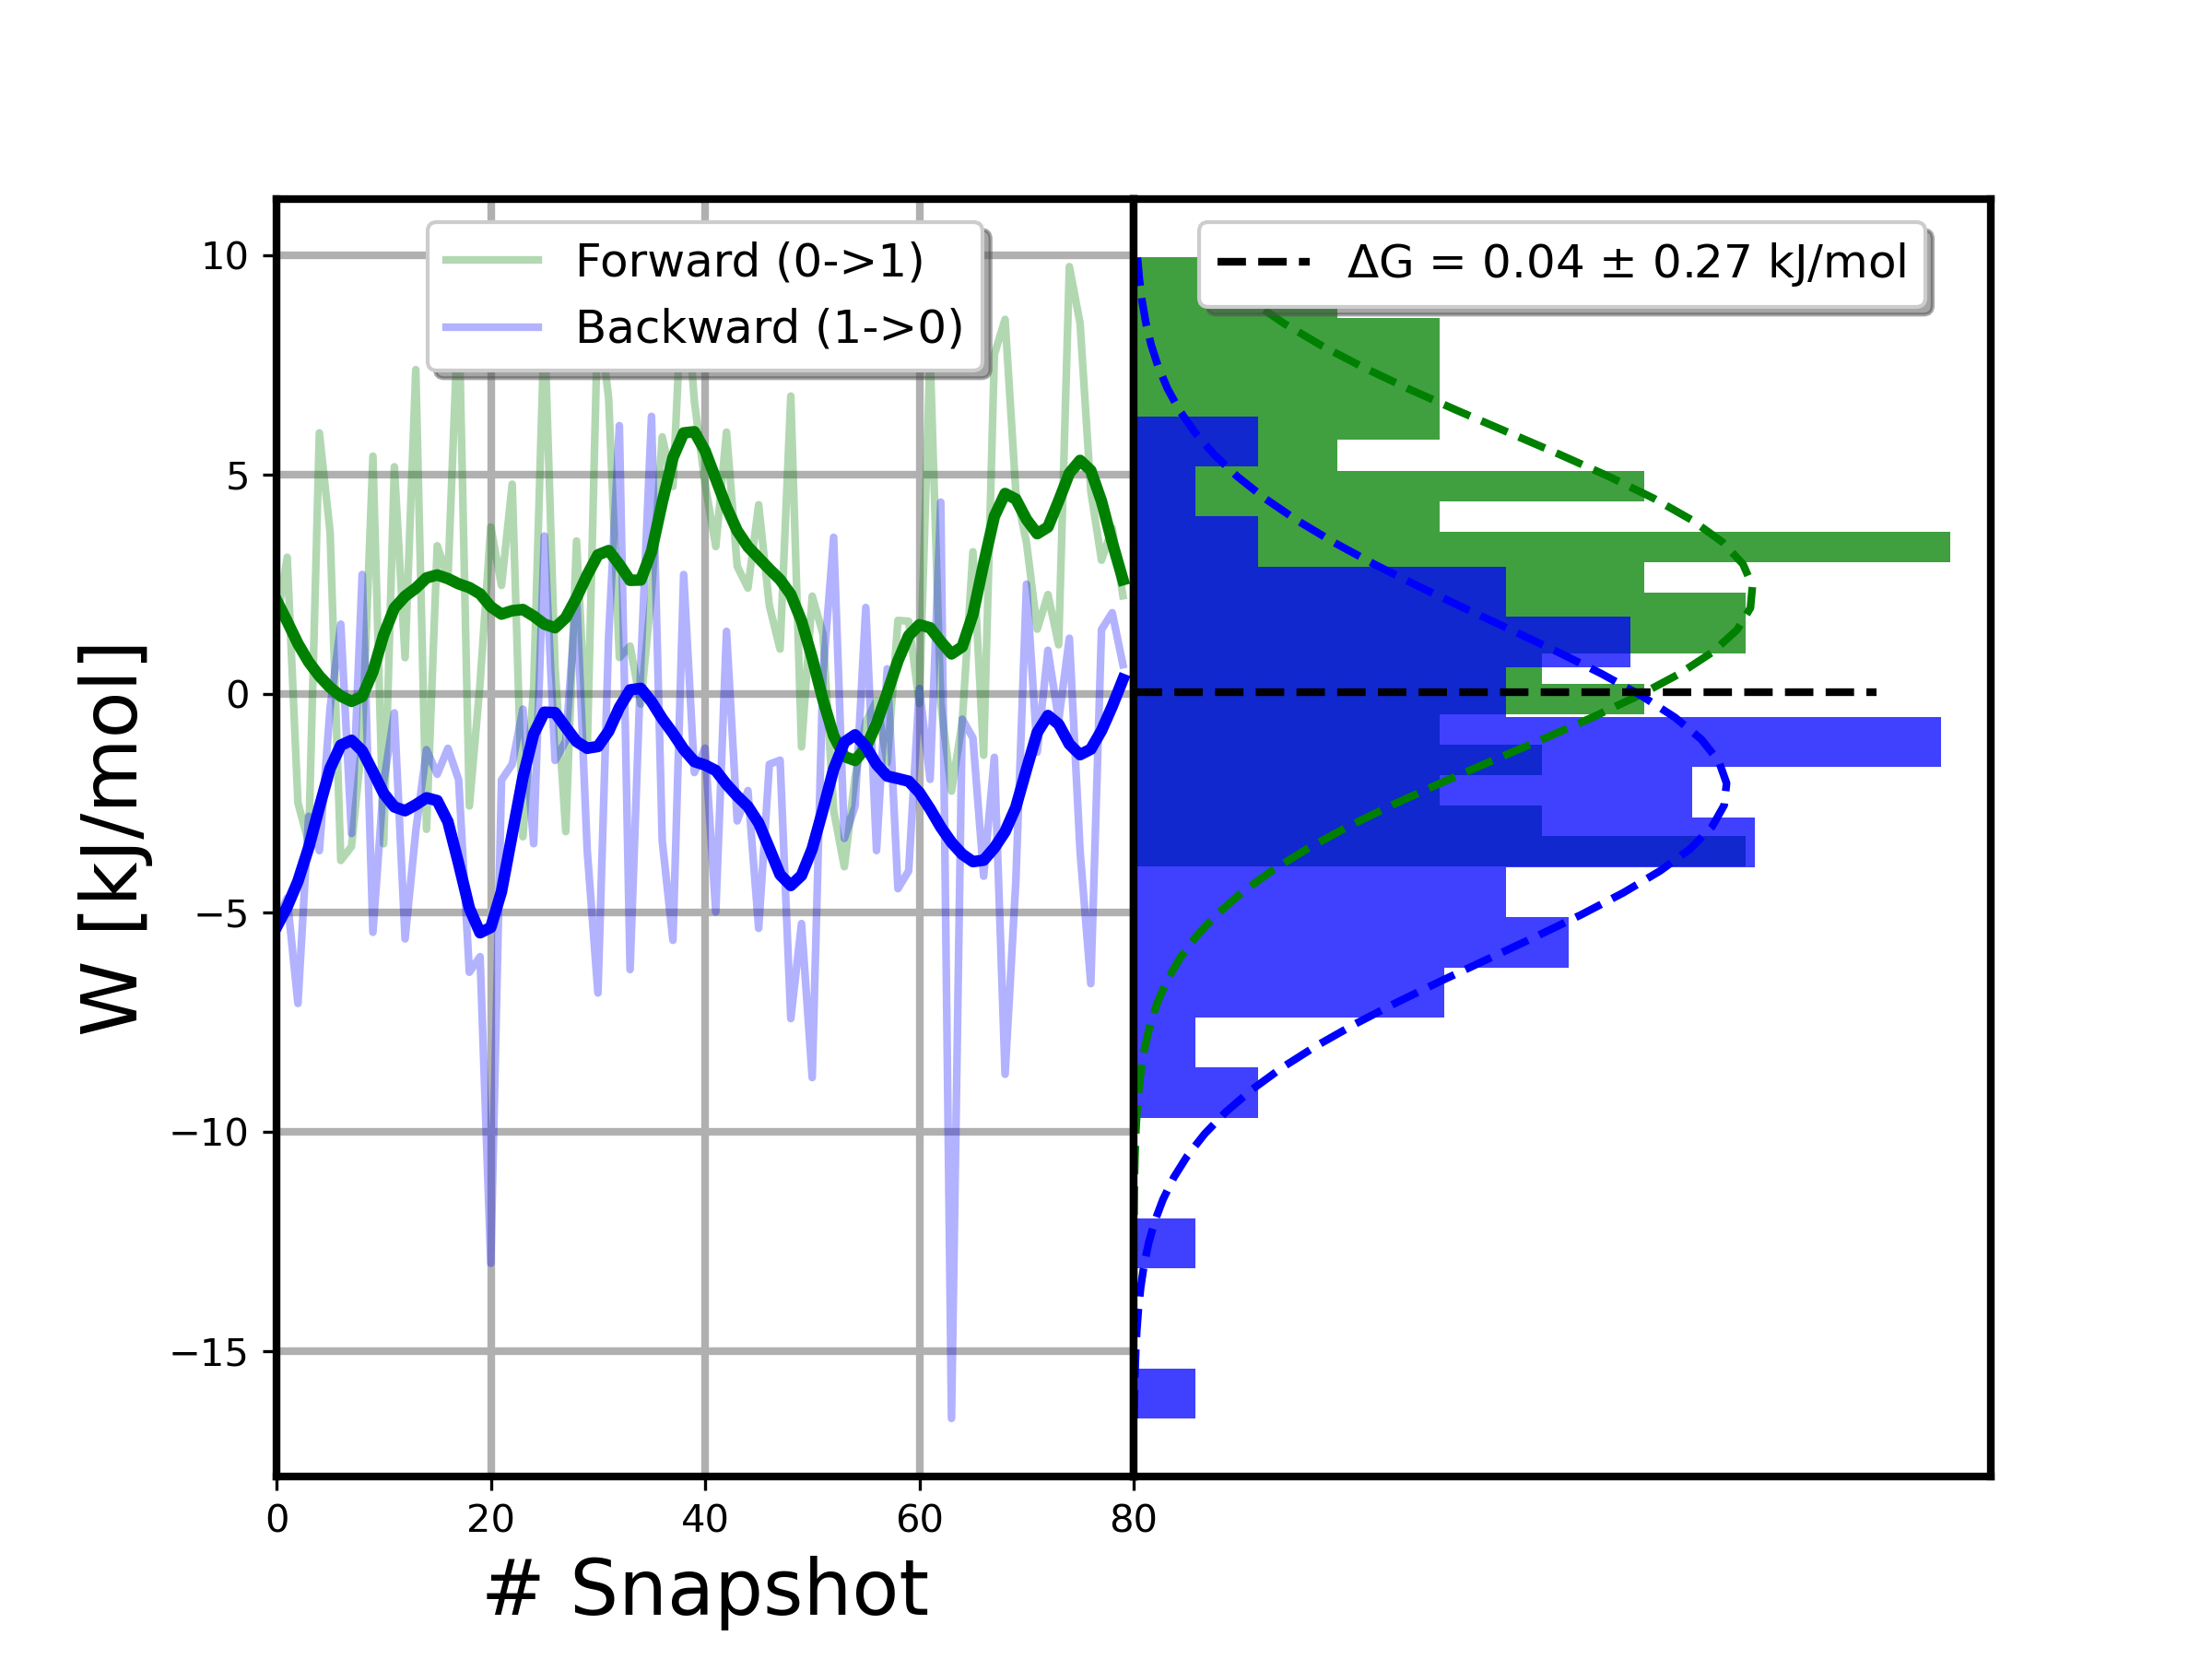 Forward (0->1)
Backward (1->0)
ΔG = 0.04 ± 0.27 kJ/mol
W [kJ/mol]
10
5
0
−5
−10
−15
0
20
40
60
80
# Snapshot